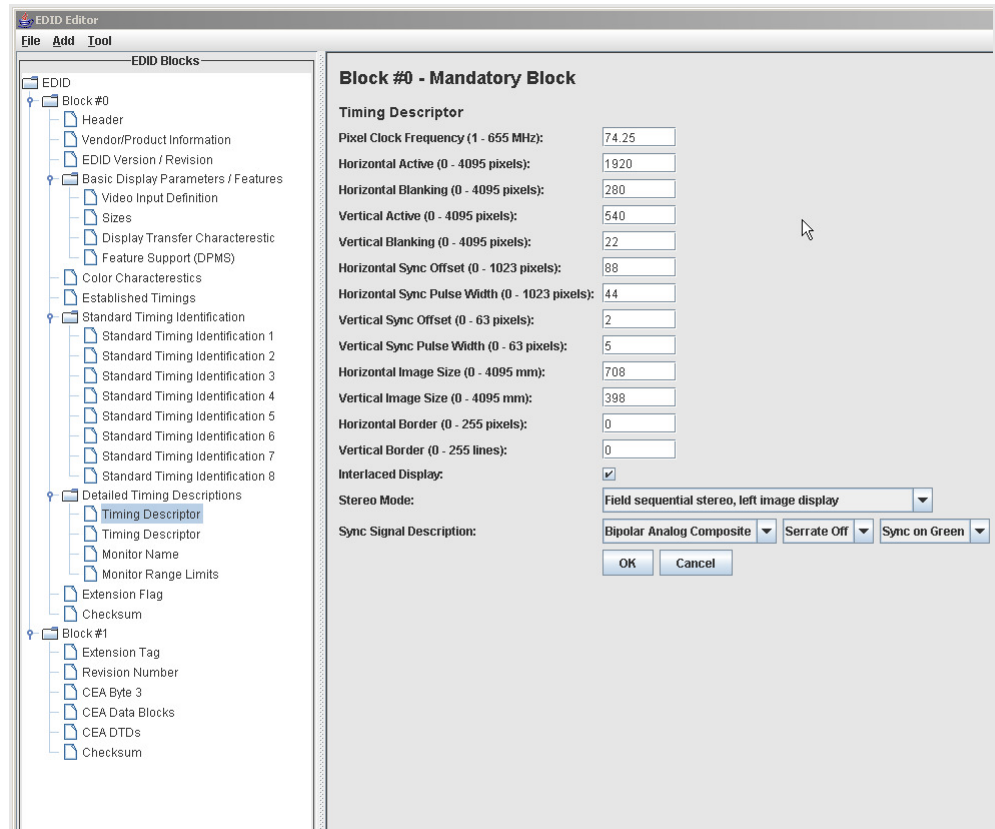 EDID Editor
File Add Tool
EDID Blocks
EDID
Block #0
Header
Vendor/Product Information
EDID Version / Revision
Basic Display Parameters / Features
Video Input Definition
Sizes
Display Transfer Characterestic
Feature Support (DPMS)
Color Characterestics
Established Timings
Standard Timing Identification
Standard Timing Identification 1
Standard Timing Identification 2
Standard Timing Identification 3
Standard Timing Identification 4
Standard Timing Identification 5
Standard Timing Identification 6
Standard Timing Identification 7
Standard Timing Identification 8
Detailed Timing Descriptions
Timing Descriptor
Timing Descriptor
Monitor Name
Monitor Range Limits
Extension Flag
Checksum
Block #1
Extension Tag
Revision Number
CEA Byte 3
CEA Data Blocks
CEA DTDs
Checksum
Block #0 - Mandatory Block
Timing Descriptor
Pixel Clock Frequency (1 - 655 MHz): 74.25
Horizontal Active (0 - 4095 pixels): 1920
Horizontal Blanking (0 - 4095 pixels): 280
Vertical Active (0 - 4095 pixels): 540
Vertical Blanking (0 - 4095 pixels): 22
Horizontal Sync Offset (0 - 1023 pixels): 88
Horizontal Sync Pulse Width (0 - 1023 pixels): 44
Vertical Sync Offset (0 - 63 pixels): 2
Vertical Sync Pulse Width (0 - 63 pixels): 5
Horizontal Image Size (0 - 4095 mm): 708
Vertical Image Size (0 - 4095 mm): 398
Horizontal Border (0 - 255 pixels): 0
Vertical Border (0 - 255 lines): 0
Interlaced Display:
Stereo Mode: Field sequential stereo, left image display
Sync Signal Description: Bipolar Analog Composite Serrate Off Sync on Green
OK Cancel